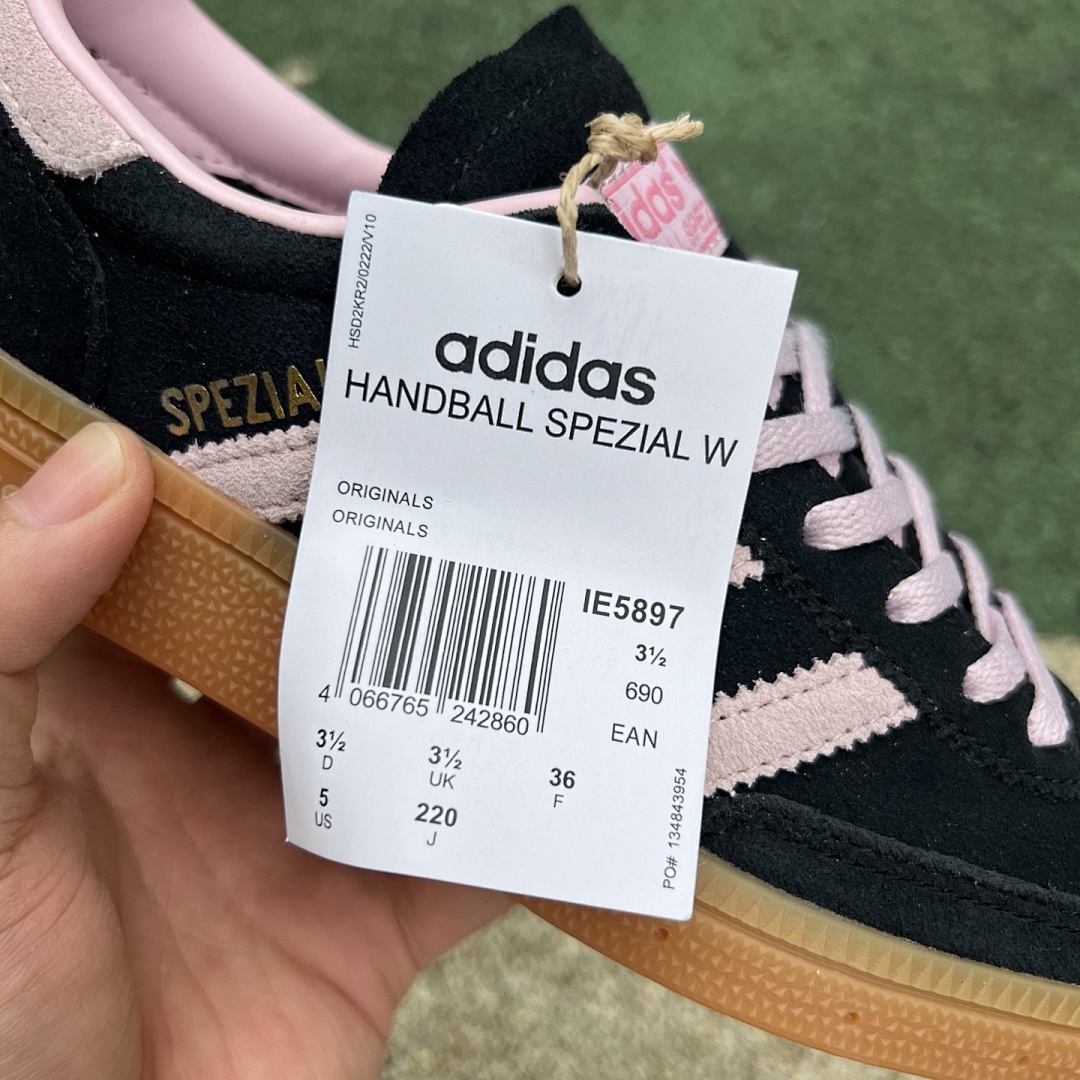 adidas
HSD2KR2/0222/V10
adidas
HANDBALL SPEZIAL W
SPEZIAL
ORIGINALS
ORIGINALS
IE5897
3½
690
EAN
4 066765 242860
3½ D
3½ UK
36 F
5 US
220 J
PO# 134843954